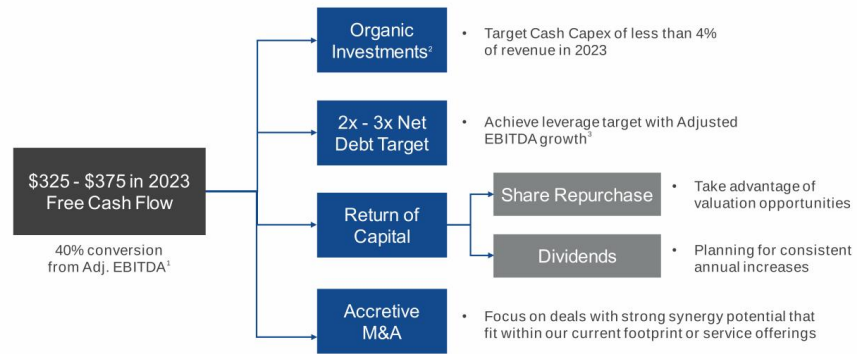 Organic
Investments²
• Target Cash Capex of less than 4%
of revenue in 2023
2x - 3x Net
Debt Target
• Achieve leverage target with Adjusted
EBITDA growth³
$325 - $375 in 2023
Free Cash Flow
40% conversion
from Adj. EBITDA¹
Return of
Capital
Share Repurchase
• Take advantage of
valuation opportunities
Dividends
• Planning for consistent
annual increases
Accretive
M&A
• Focus on deals with strong synergy potential that
fit within our current footprint or service offerings